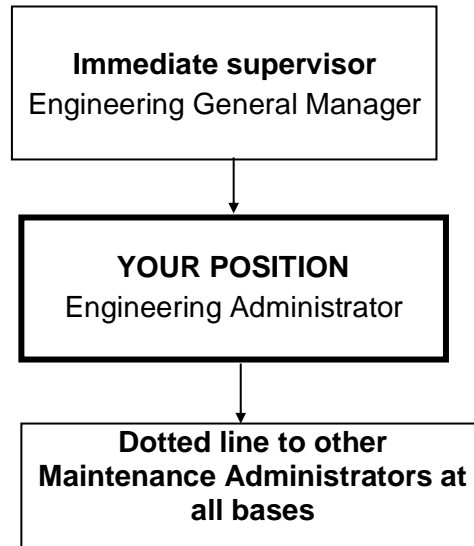 Immediate supervisor
Engineering General Manager
YOUR POSITION
Engineering Administrator
Dotted line to other
Maintenance Administrators at
all bases